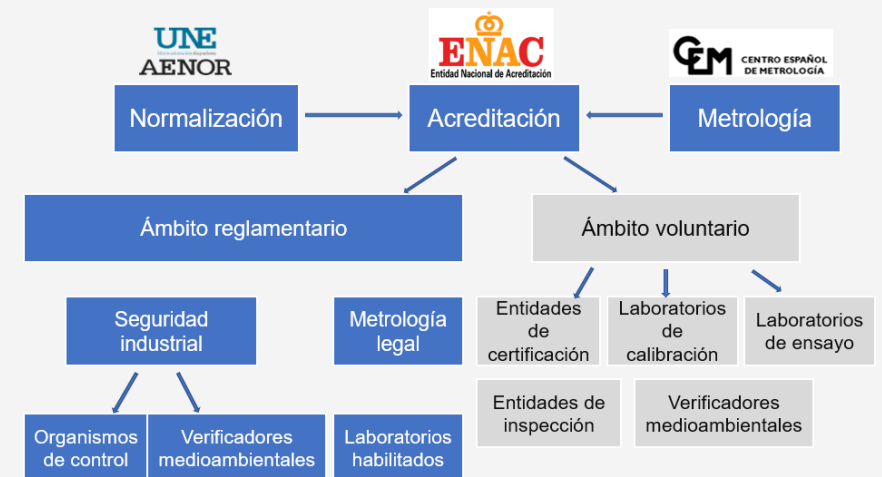 UNE
AENOR
ENAC
Entidad Nacional de Acreditación
CEM
CENTRO ESPAÑOL
DE METROLOGÍA
Normalización
Acreditación
Metrología
Ámbito reglamentario
Ámbito voluntario
Seguridad
industrial
Metrología
legal
Entidades
de
certificación
Laboratorios
de
calibración
Laboratorios
de ensayo
Entidades de
inspección
Verificadores
medioambientales
Organismos
de control
Verificadores
medioambientales
Laboratorios
habilitados